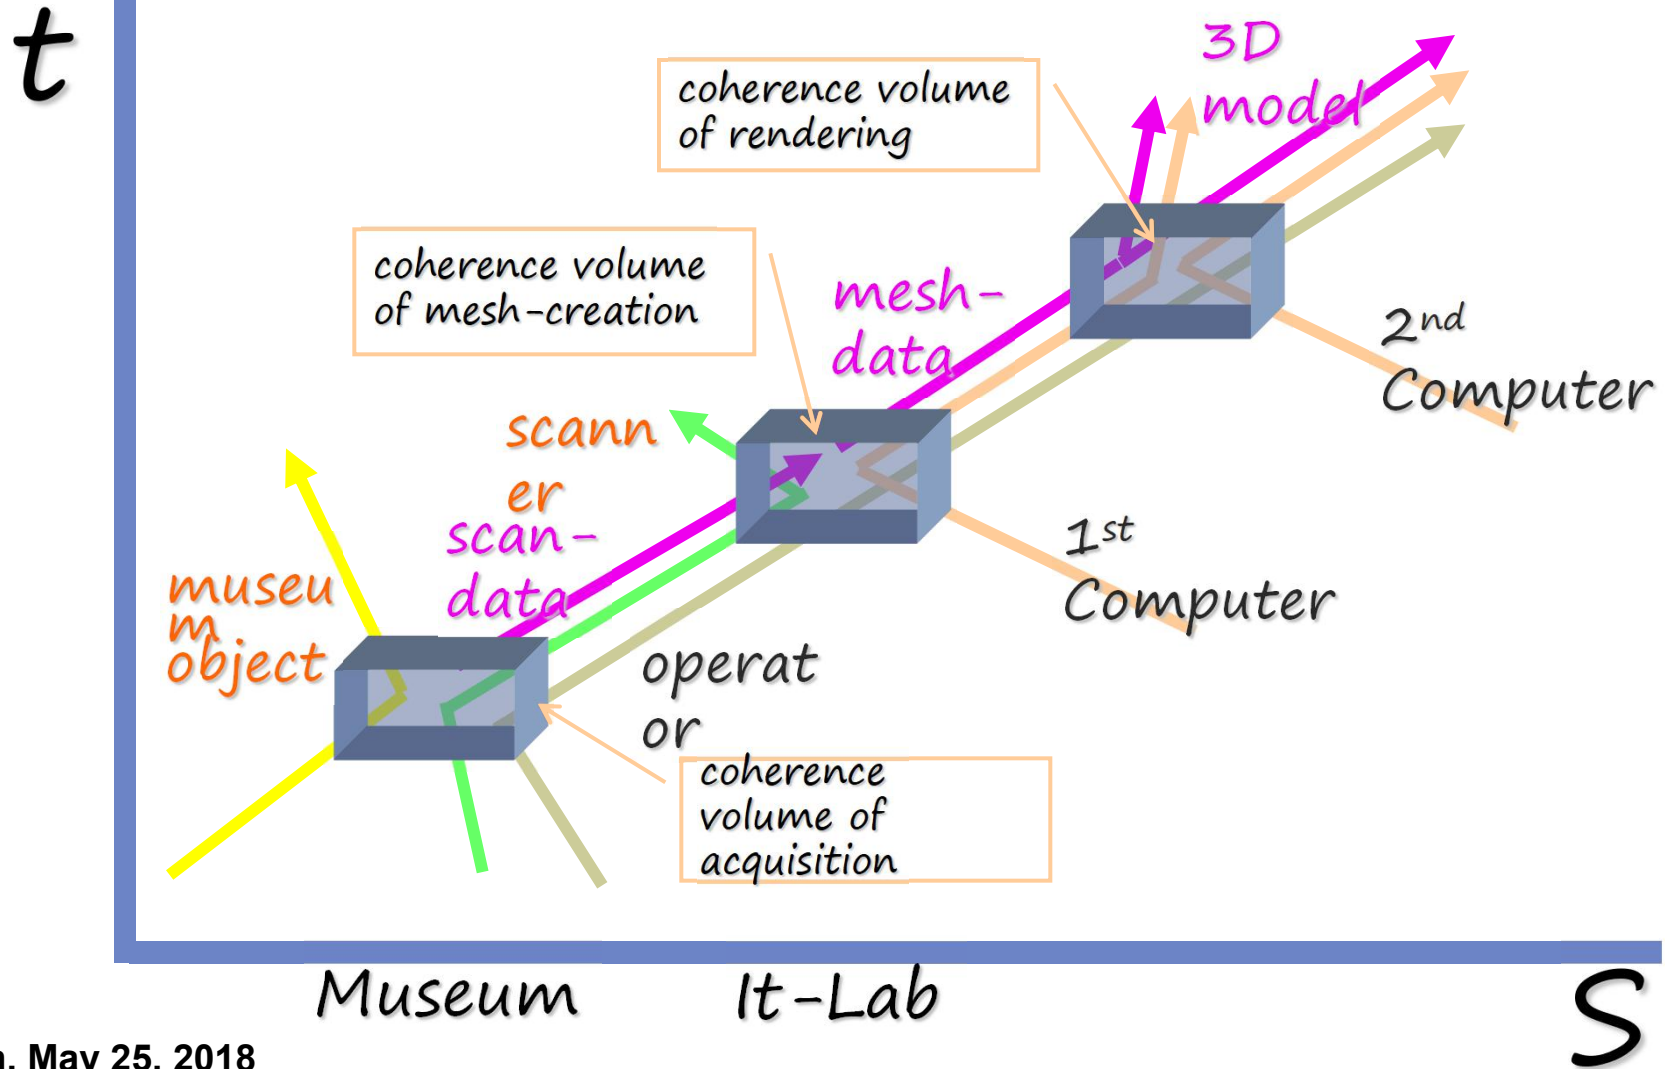 t
3D
model
coherence volume
of rendering
coherence volume
of mesh-creation
mesh-
data
2nd
Computer
scann
er
scan-
data
1st
Computer
museu
m
object
operat
or
coherence
volume of
acquisition
Museum
It-Lab
S
May 25, 2018